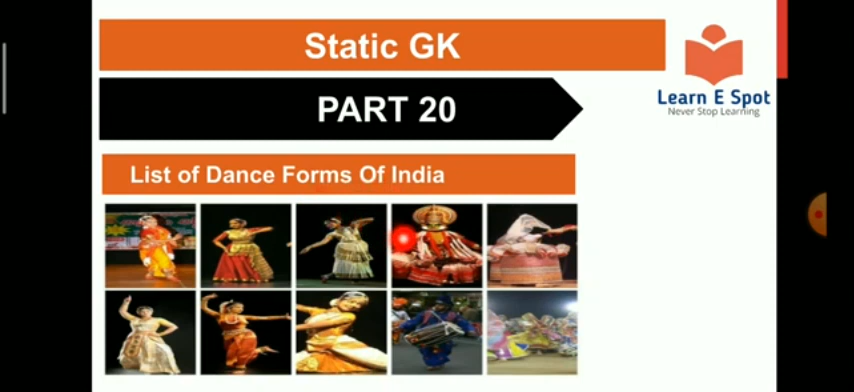 Static GK
PART 20
Learn E Spot
Never Stop Learning
List of Dance Forms Of India